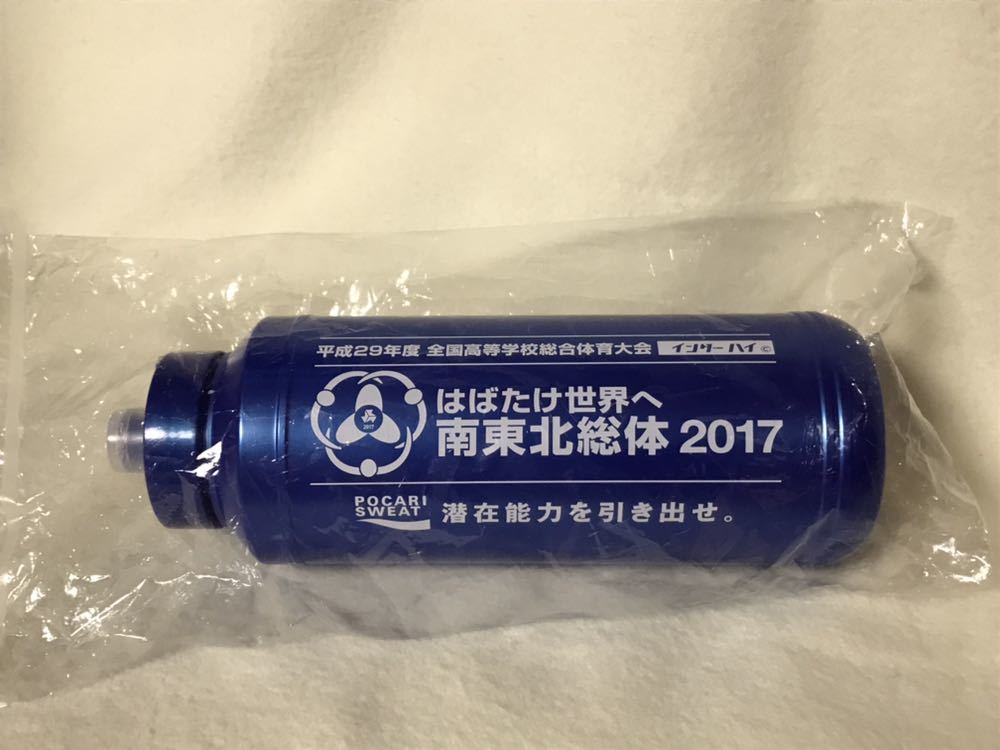 平成29年度 全国高等学校総合体育大会 インターハイ©
はばたけ世界へ
南東北総体 2017
2017
POCARI
SWEAT
潜在能力を引き出せ。